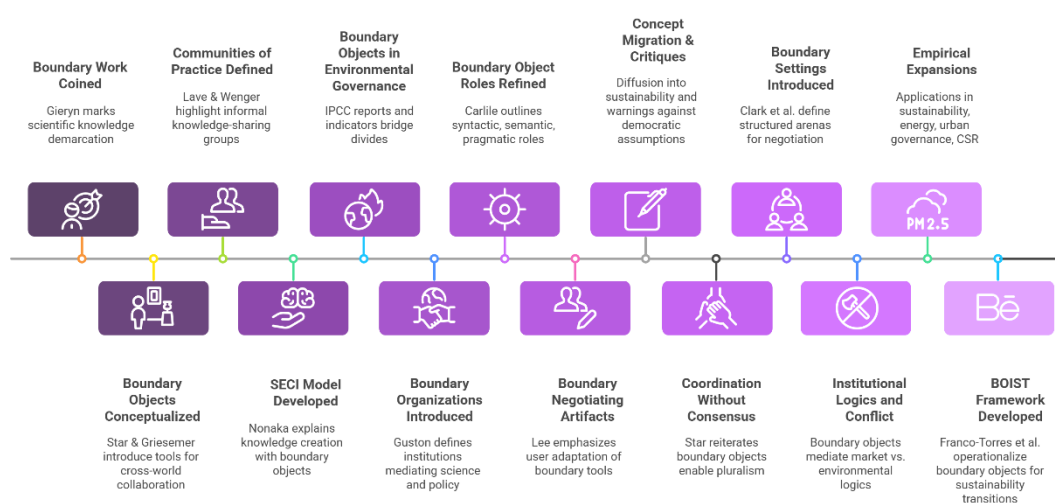 Boundary Work
Coined
Gieryn marks
scientific knowledge
demarcation
Communities of
Practice Defined
Lave & Wenger
highlight informal
knowledge-sharing
groups
Boundary
Objects in
Environmental
Governance
IPCC reports and
indicators bridge
divides
Boundary Object
Roles Refined
Carlile outlines
syntactic, semantic,
pragmatic roles
Concept
Migration &
Critiques
Diffusion into
sustainability and
warnings against
democratic
assumptions
Boundary
Settings
Introduced
Clark et al. define
structured arenas
for negotiation
Empirical
Expansions
Applications in
sustainability,
energy, urban
governance, CSR
PM2.5
Bē
Boundary
Objects
Conceptualized
Star & Griesemer
introduce tools for
cross-world
collaboration
SECI Model
Developed
Nonaka explains
knowledge creation
with boundary
objects
Boundary
Organizations
Introduced
Guston defines
institutions
mediating science
and policy
Boundary
Negotiating
Artifacts
Lee emphasizes
user adaptation of
boundary tools
Coordination
Without
Consensus
Star reiterates
boundary objects
enable pluralism
Institutional
Logics and
Conflict
Boundary objects
mediate market vs.
environmental
logics
BOIST
Framework
Developed
Franco-Torres et al.
operationalize
boundary objects for
sustainability
transitions